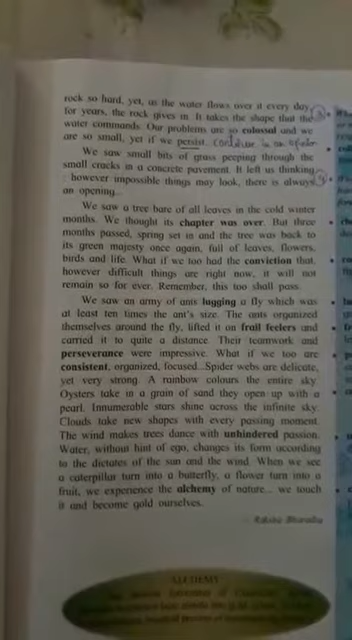 rock so hard, yet, as the water flows over it every day
for years, the rock gives in. It takes the shape that the
water commands. Our problems are so colossal and we
are so small, yet if we persist,
We saw small bits of grass peeping through the
small cracks in a concrete pavement. It left us thinking
: however impossible things may look, there is always
an opening...
We saw a tree bare of all leaves in the cold winter
months. We thought its chapter was over. But three
months passed, spring set in and the tree was back to
its green majesty once again, full of leaves, flowers,
birds and life. What if we too had the conviction that,
however difficult things are right now, it will not
remain so for ever. Remember, this too shall pass.
We saw an army of ants lugging a fly which was
at least ten times the ant's size. The ants organized
themselves around the fly, lifted it on frail feelers and
carried it to quite a distance. Their teamwork and
perseverance were impressive. What if we too are
consistent, organized, focused...Spider webs are delicate,
yet very strong. A rainbow colours the entire sky.
Oysters take in a grain of sand they open up with a
pearl. Innumerable stars shine across the infinite sky.
Clouds take new shapes with every passing moment.
The wind makes trees dance with unhindered passion.
Water, without hint of ego, changes its form according
to the dictates of the sun and the wind. When we see
a caterpillar turn into a butterfly, a flower turn into a
fruit, we experience the alchemy of nature... we touch
it and become gold ourselves.
ALCHEMY